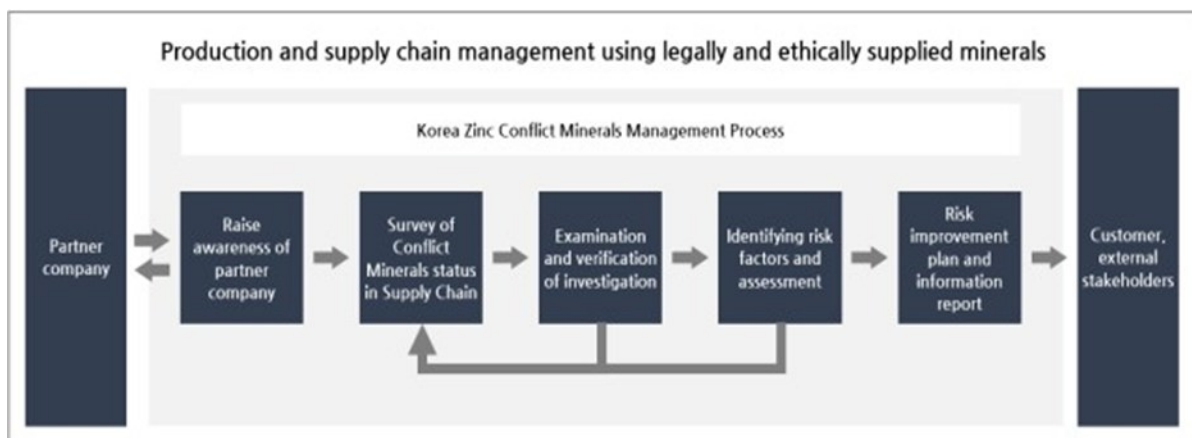 Production and supply chain management using legally and ethically supplied minerals
Korea Zinc Conflict Minerals Management Process
Partner
company
Raise
awareness of
partner
company
Survey of
Conflict
Minerals status
in Supply Chain
Examination
and verification
of investigation
Identifying risk
factors and
assessment
Risk
improvement
plan and
information
report
Customer,
external
stakeholders